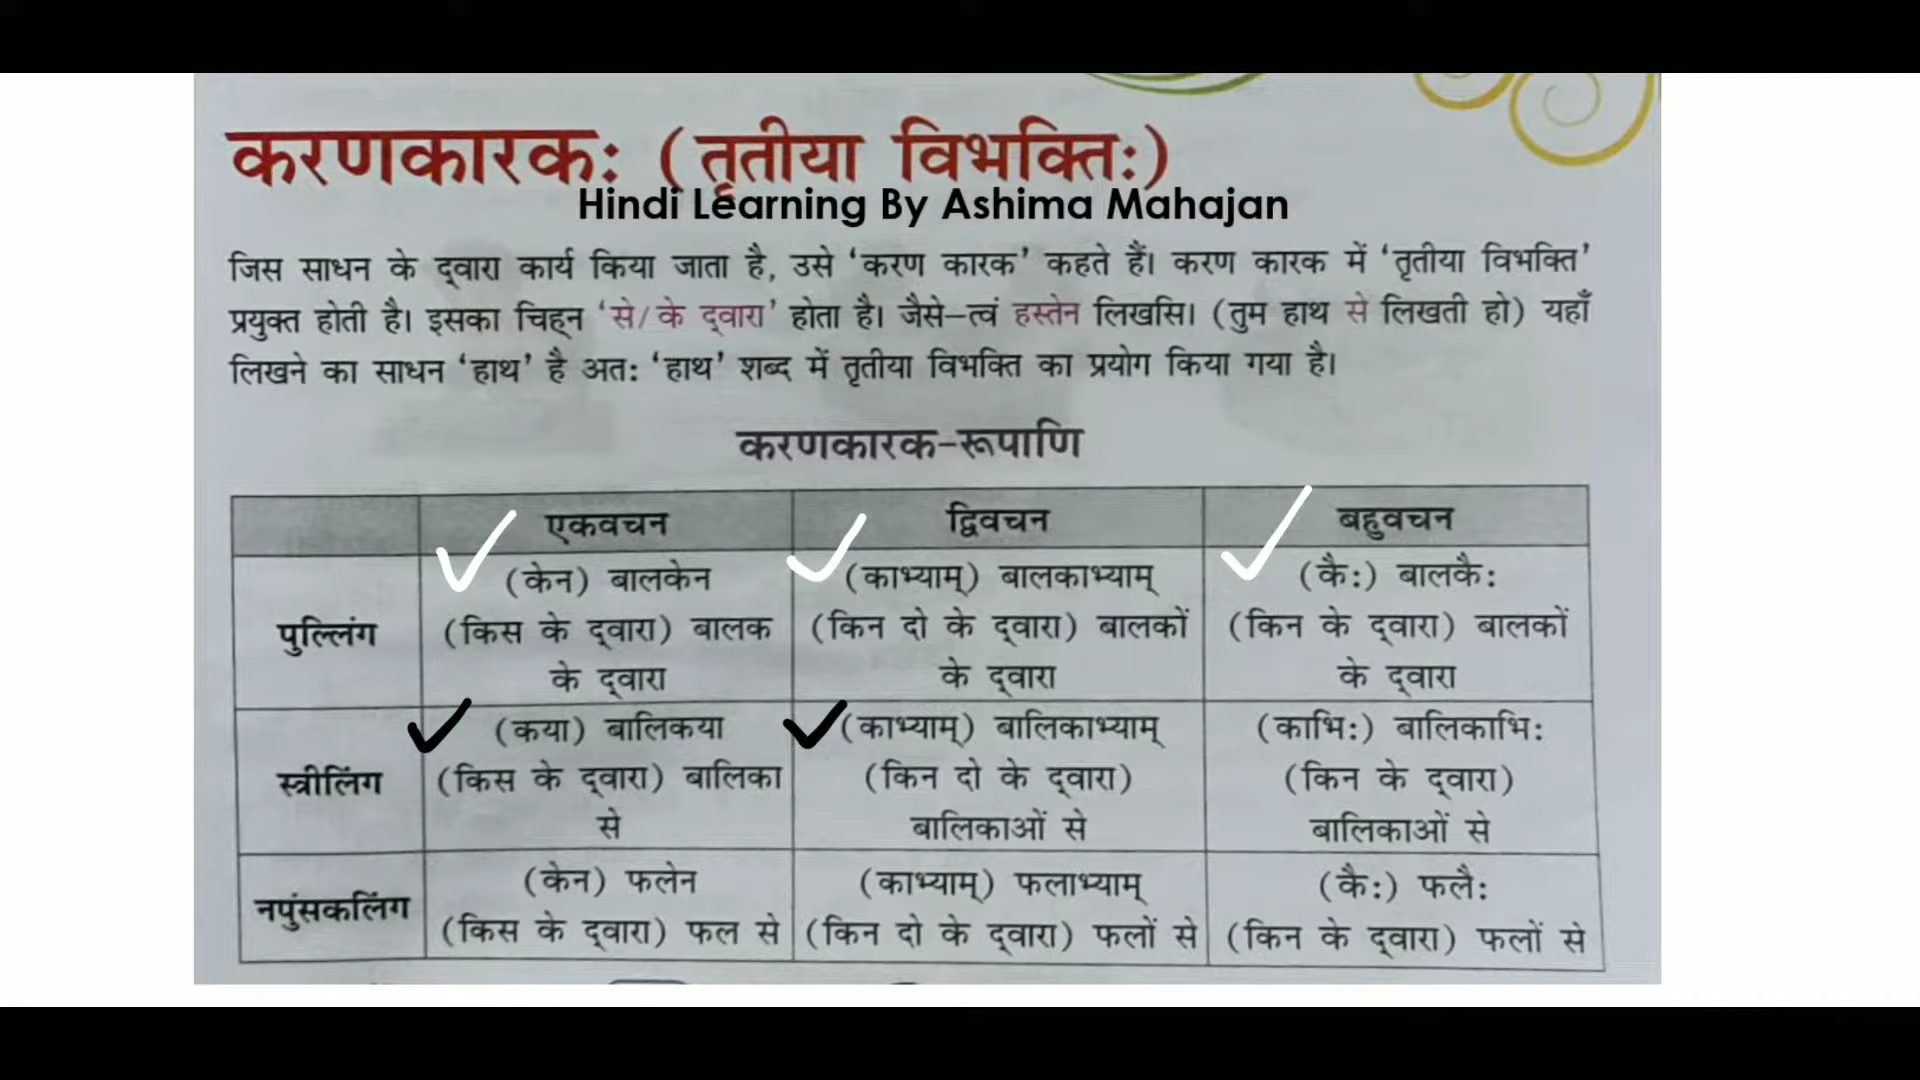 करणकारकः (तृतीया विभक्तिः)
Hindi Learning By Ashima Mahajan
जिस साधन के द्वारा कार्य किया जाता है, उसे ‘करण कारक’ कहते हैं। करण कारक में ‘तृतीया विभक्ति’
प्रयुक्त होती है। इसका चिह्न ‘से/के द्वारा’ होता है। जैसे–त्वं हस्तेन लिखसि। (तुम हाथ से लिखती हो) यहाँ
लिखने का साधन ‘हाथ’ है अतः ‘हाथ’ शब्द में तृतीया विभक्ति का प्रयोग किया गया है।
करणकारक–रूपाणि
एकवचन द्विवचन बहुवचन
पुल्लिंग
(केन) बालकेन
(किस के द्वारा) बालक
के द्वारा
(काभ्याम्) बालकाभ्याम्
(किन दो के द्वारा) बालकों
के द्वारा
(कैः) बालकैः
(किन के द्वारा) बालकों
के द्वारा
स्त्रीलिंग
(कया) बालिकया
(किस के द्वारा) बालिका
से
(काभ्याम्) बालिकाभ्याम्
(किन दो के द्वारा)
बालिकाओं से
(काभिः) बालिकाभिः
(किन के द्वारा)
बालिकाओं से
नपुंसकलिंग
(केन) फलेन
(किस के द्वारा) फल से
(काभ्याम्) फलाभ्याम्
(किन दो के द्वारा) फलों से
(कैः) फलैः
(किन के द्वारा) फलों से